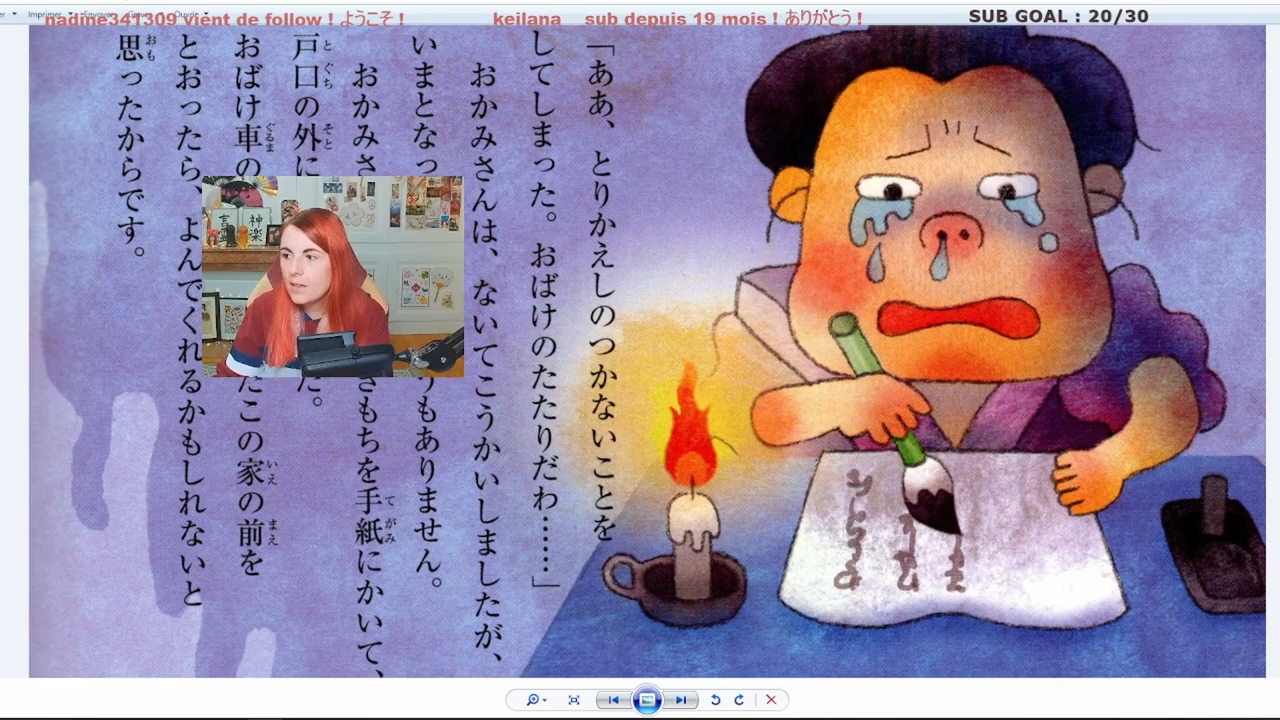 nadine341309 vient de follow ! ようこそ !
keilana sub depuis 19 mois ! ありがとう !
SUB GOAL : 20/30
「ああ、とりかえしのつかないことを
してしまった。おばけのたたりだわ……」
おかみさんは、ないてこうかいしましたが、
いまとなっ
りもありません。
おかみさ
さもちを手紙にかいて、
戸口の外に
た。
おばけ車の
たこの家の前を
とおったら、よんでくれるかもしれないと
思ったからです。
神楽